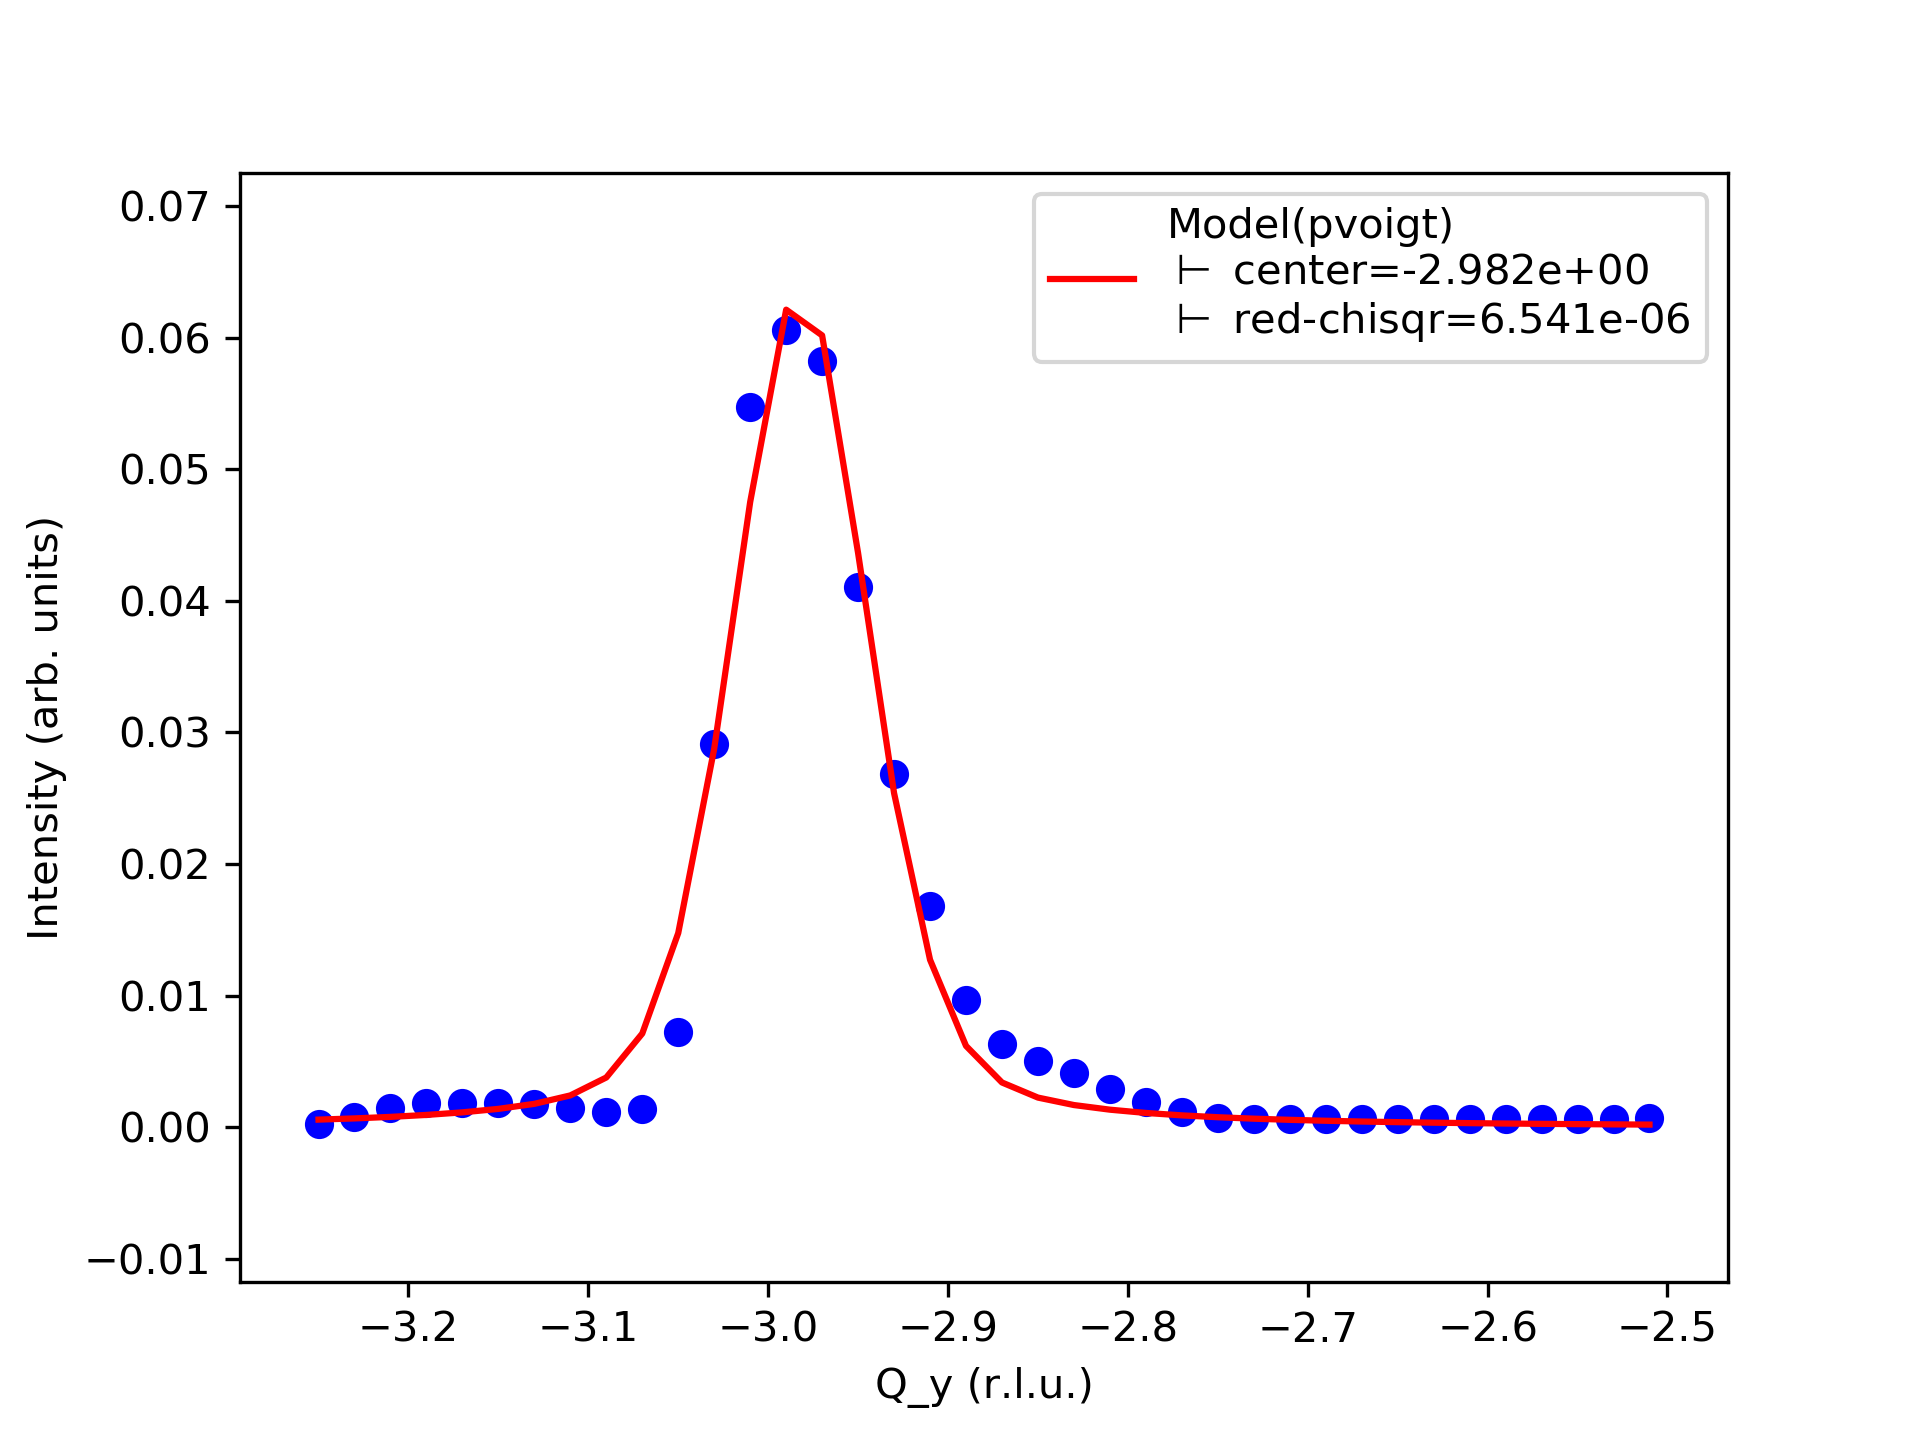 Model(pvoigt)
⊢ center=-2.982e+00
⊢ red-chisqr=6.541e-06
0.07
0.06
0.05
0.04
0.03
0.02
0.01
0.00
−0.01
Intensity (arb. units)
−3.2 −3.1 −3.0 −2.9 −2.8 −2.7 −2.6 −2.5
Q_y (r.l.u.)